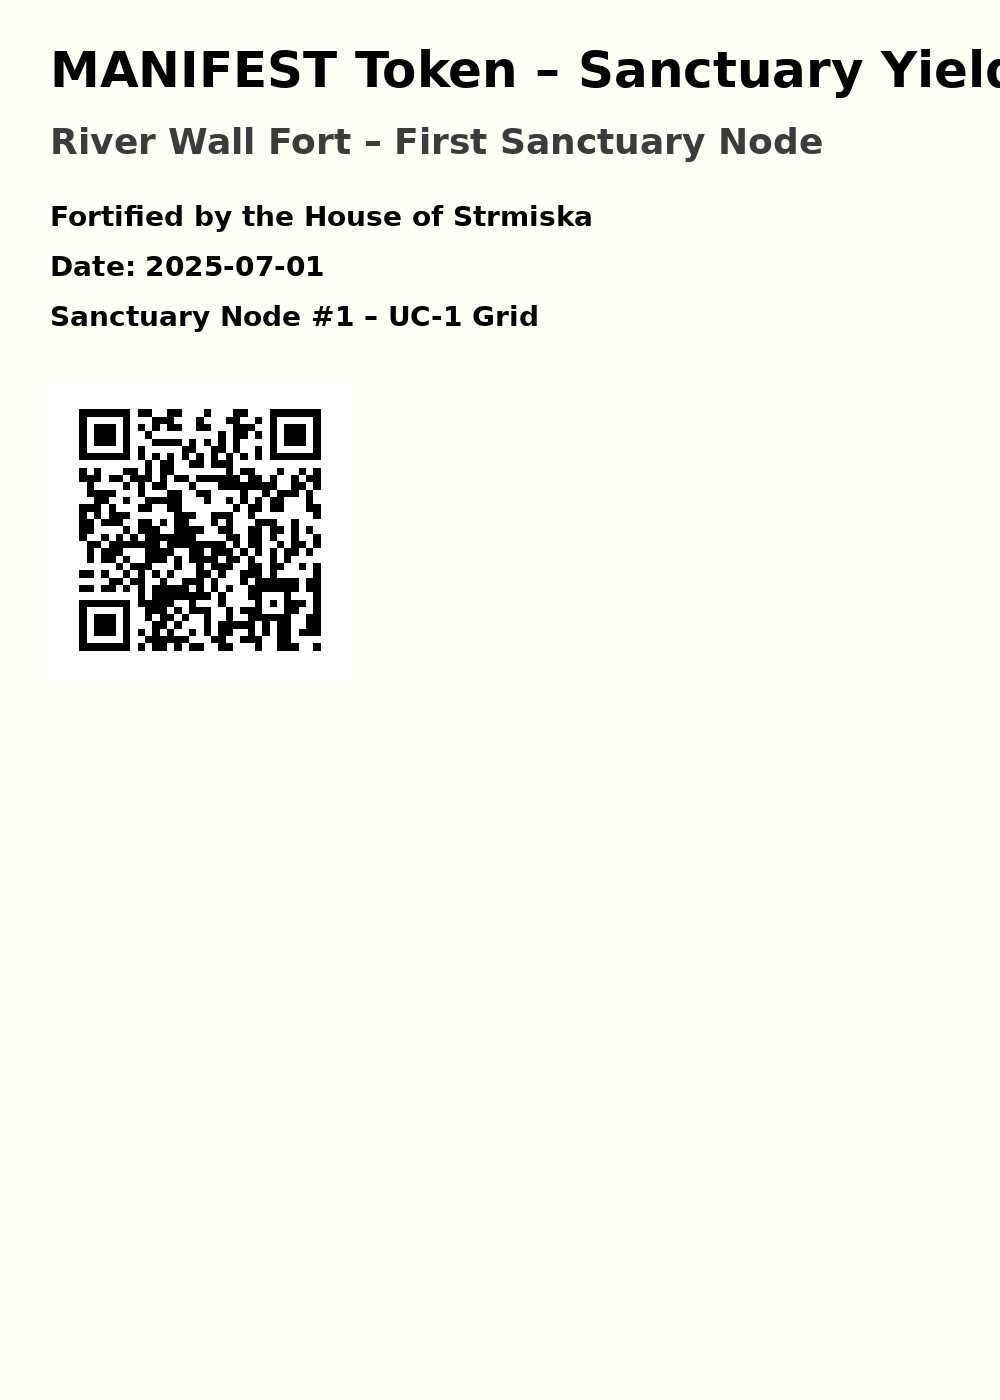 MANIFEST Token – Sanctuary Yield
River Wall Fort – First Sanctuary Node
Fortified by the House of Strmiska
Date: 2025-07-01
Sanctuary Node #1 – UC-1 Grid